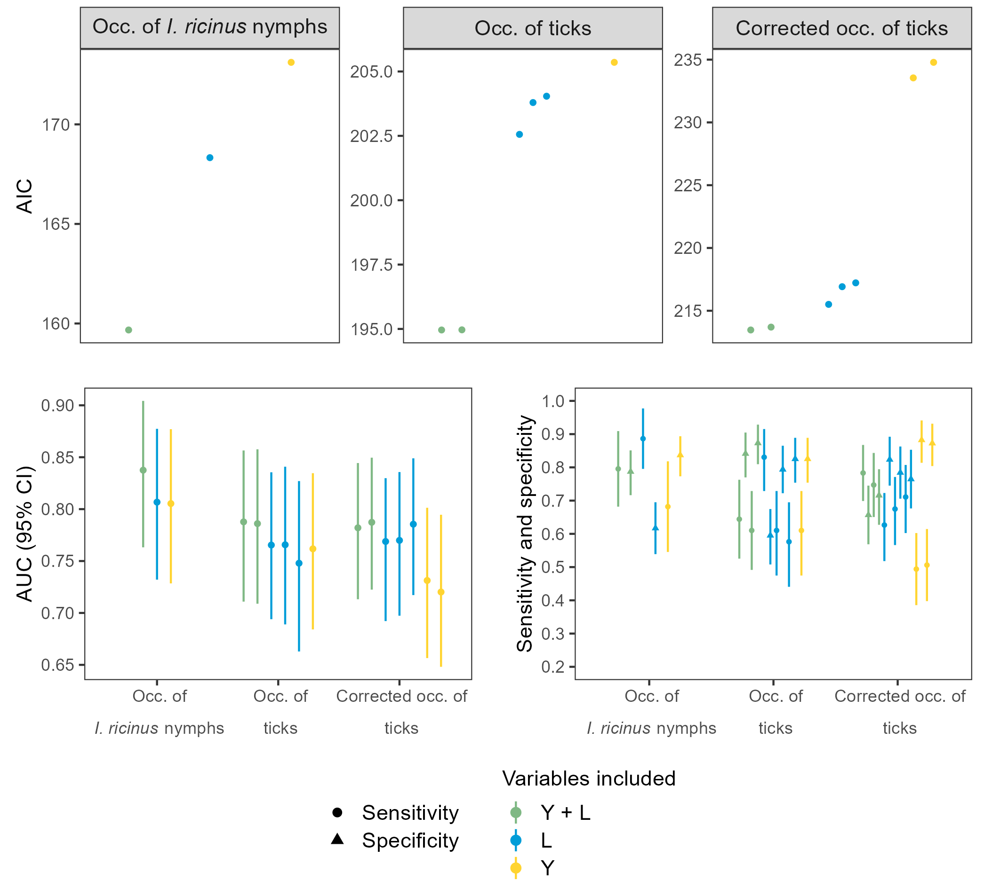 Occ. of I. ricinus nymphs
Occ. of ticks
Corrected occ. of ticks
AIC
170
165
160
205.0
202.5
200.0
197.5
195.0
235
230
225
220
215
AUC (95% CI)
0.90
0.85
0.80
0.75
0.70
0.65
Occ. of
I. ricinus nymphs
Occ. of
ticks
Corrected occ. of
ticks
Sensitivity and specificity
1.0
0.9
0.8
0.7
0.6
0.5
0.4
0.3
0.2
Occ. of
I. ricinus nymphs
Occ. of
ticks
Corrected occ. of
ticks
Sensitivity
Specificity
Variables included
Y + L
L
Y